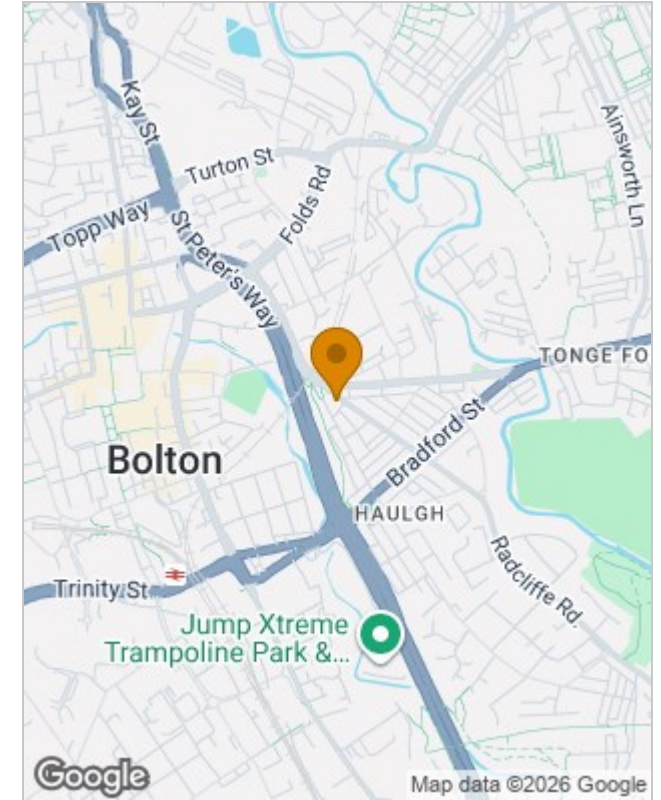 Kay St
Turton St
Ainsworth Ln
Folds Rd
Topp Way
St Peter's Way
TONGE FO
Bradford St
Bolton
HAULGH
Radcliffe Rd.
Trinity St
Jump Xtreme
Trampoline Park &...
Google
Map data ©2026 Google